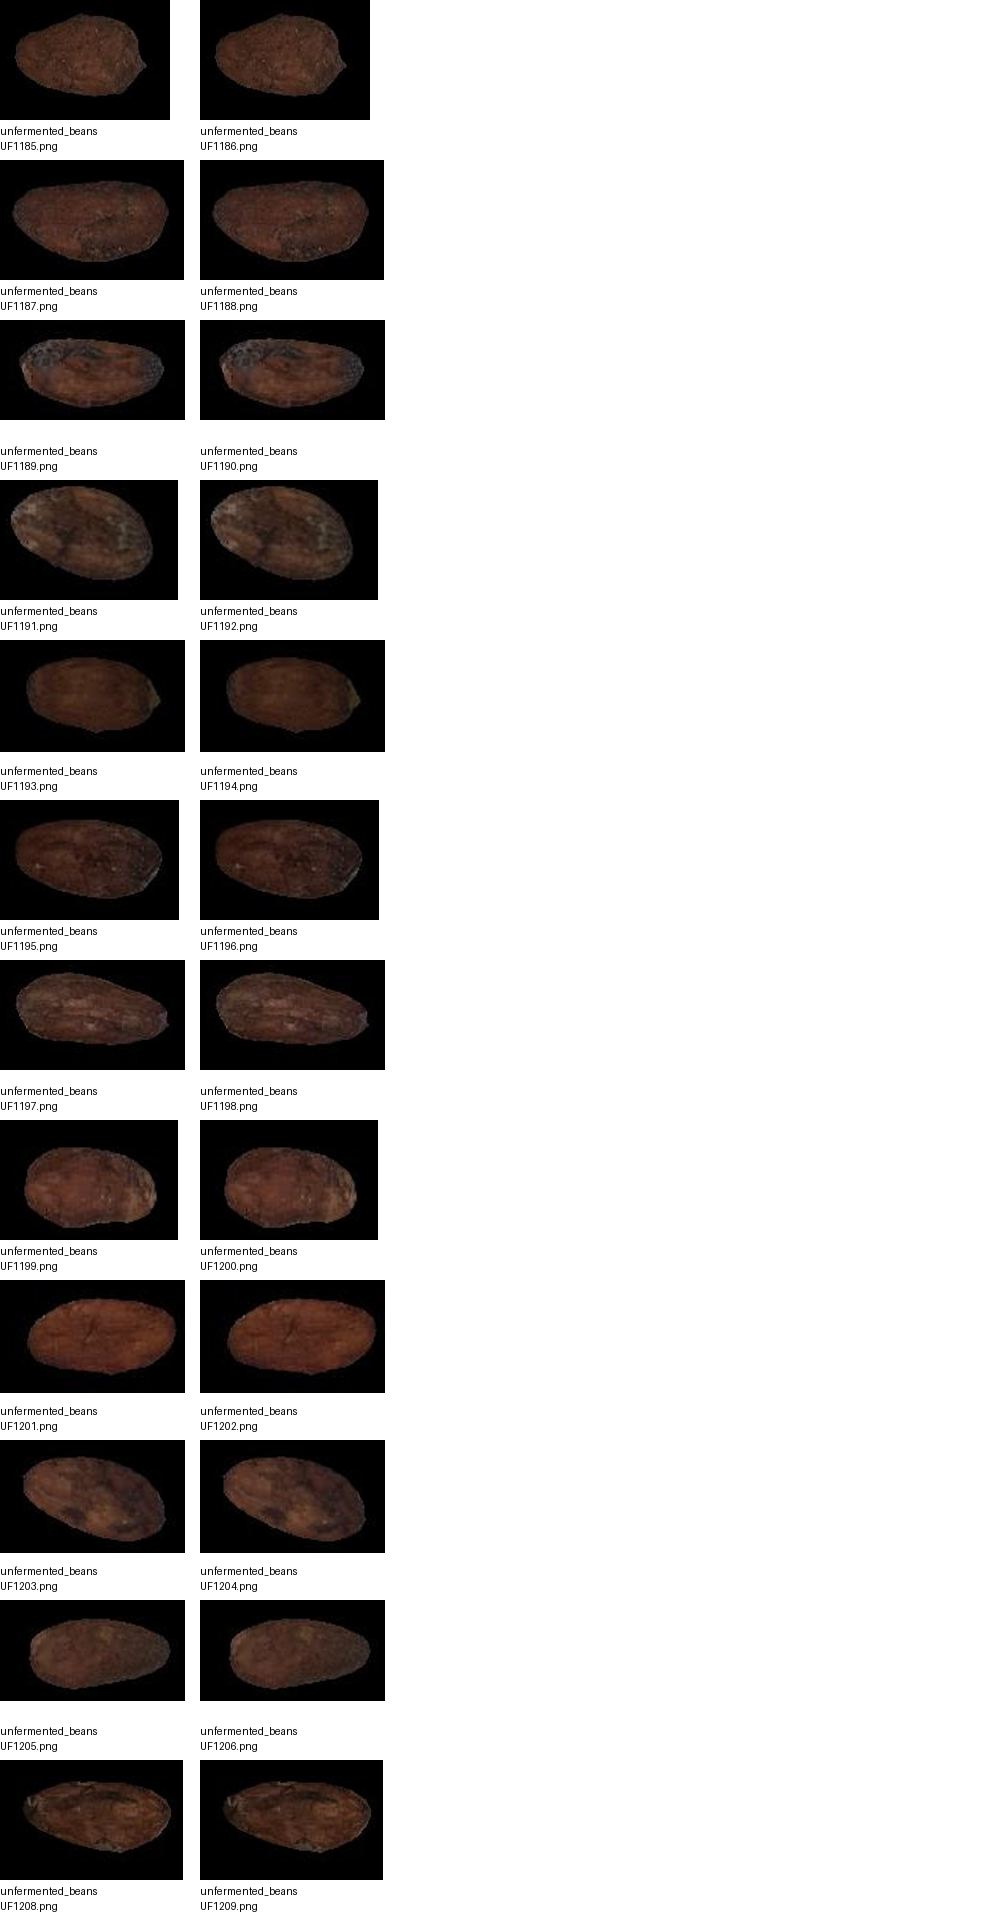 unfermented_beans
UF1185.png
unfermented_beans
UF1186.png
unfermented_beans
UF1187.png
unfermented_beans
UF1188.png
unfermented_beans
UF1189.png
unfermented_beans
UF1190.png
unfermented_beans
UF1191.png
unfermented_beans
UF1192.png
unfermented_beans
UF1193.png
unfermented_beans
UF1194.png
unfermented_beans
UF1195.png
unfermented_beans
UF1196.png
unfermented_beans
UF1197.png
unfermented_beans
UF1198.png
unfermented_beans
UF1199.png
unfermented_beans
UF1200.png
unfermented_beans
UF1201.png
unfermented_beans
UF1202.png
unfermented_beans
UF1203.png
unfermented_beans
UF1204.png
unfermented_beans
UF1205.png
unfermented_beans
UF1206.png
unfermented_beans
UF1208.png
unfermented_beans
UF1209.png